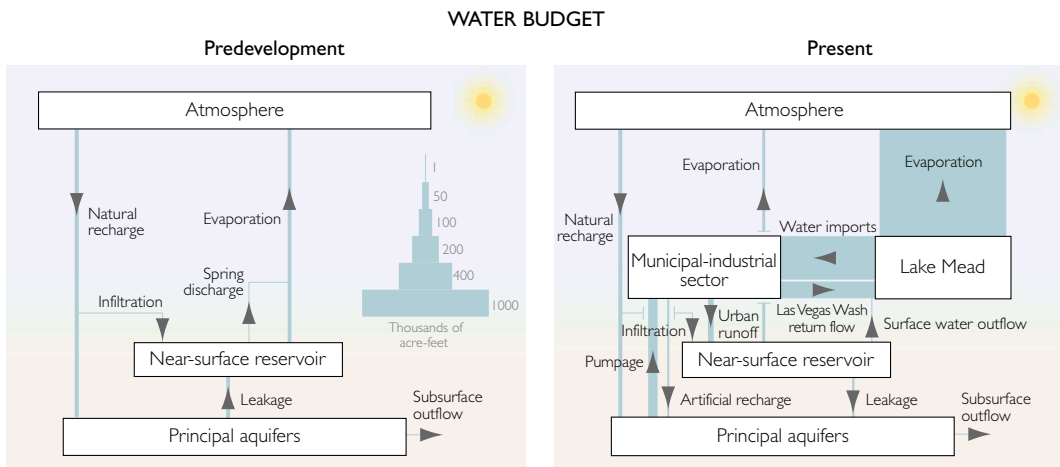 WATER BUDGET
Predevelopment
Atmosphere
Natural
recharge
Evaporation
Spring
discharge
Infiltration
Near-surface reservoir
Leakage
Subsurface
outflow
Principal aquifers
1
50
100
200
400
1000
Thousands of
acre-feet
Present
Atmosphere
Evaporation
Evaporation
Natural
recharge
Water imports
Municipal-industrial
sector
Lake Mead
Las Vegas Wash
return flow
Infiltration
Urban
runoff
Surface water outflow
Pumpage
Near-surface reservoir
Artificial recharge
Leakage
Subsurface
outflow
Principal aquifers